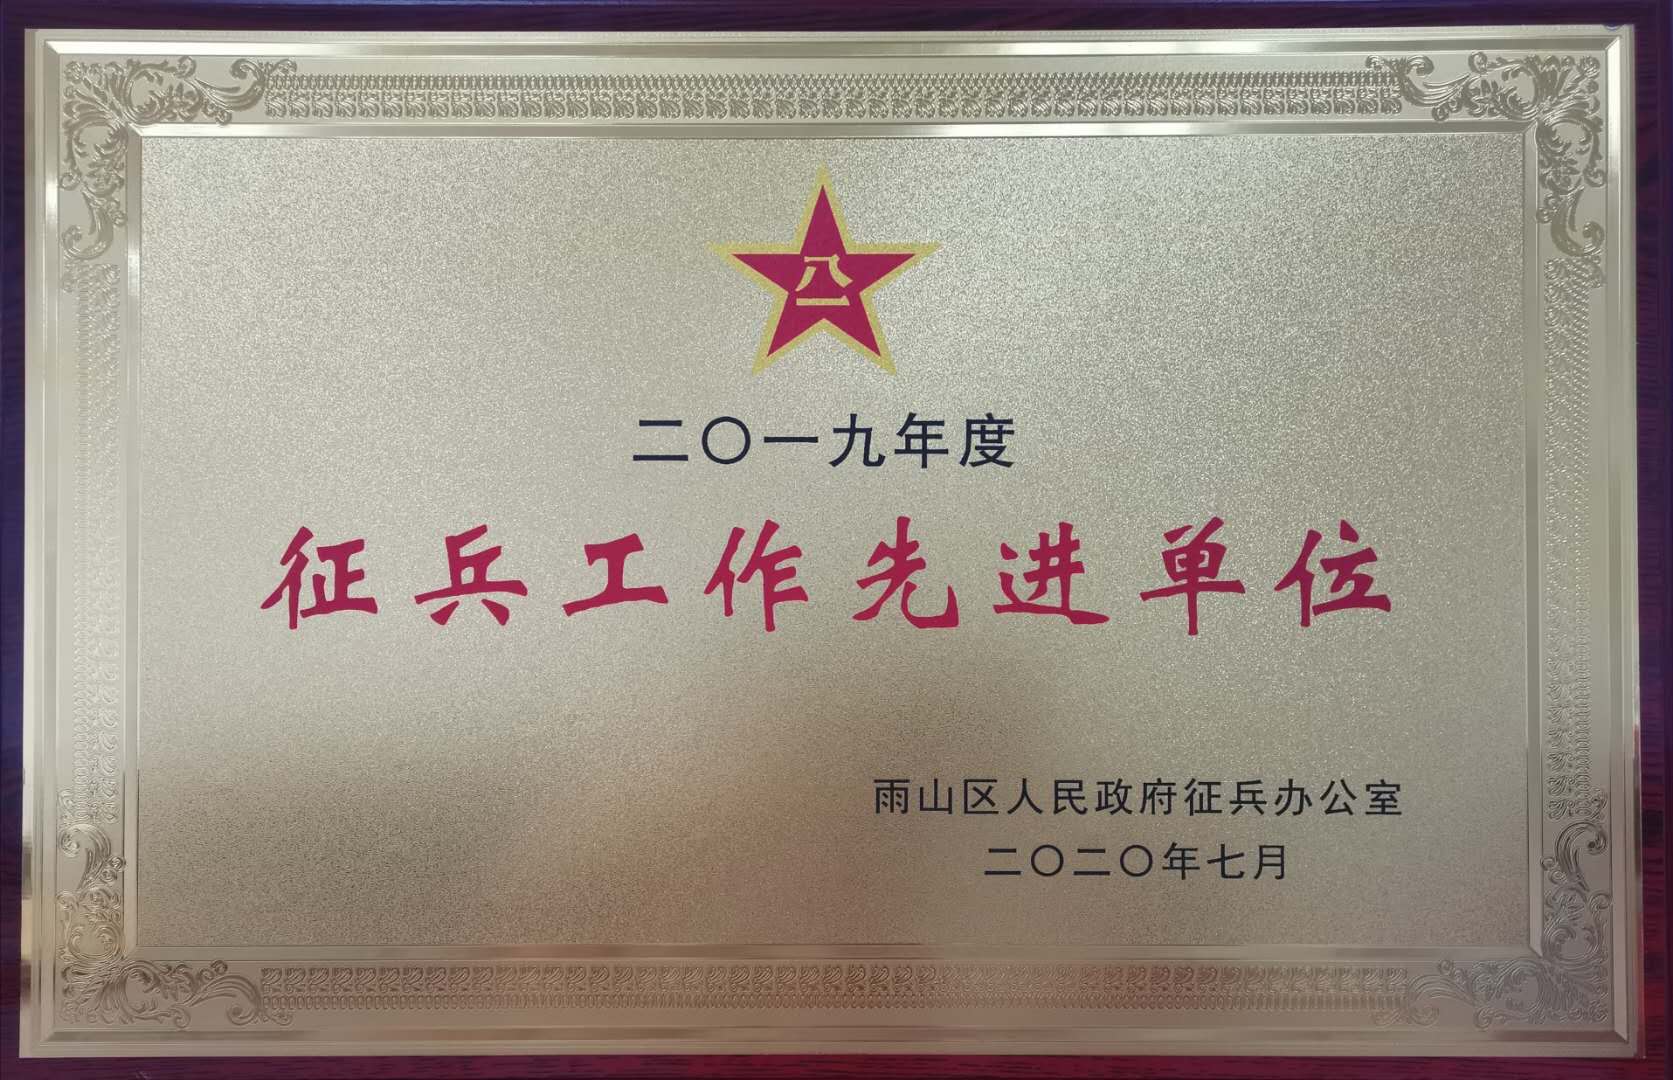 八一
二〇一九年度
征兵工作先进单位
雨山区人民政府征兵办公室
二〇二〇年七月